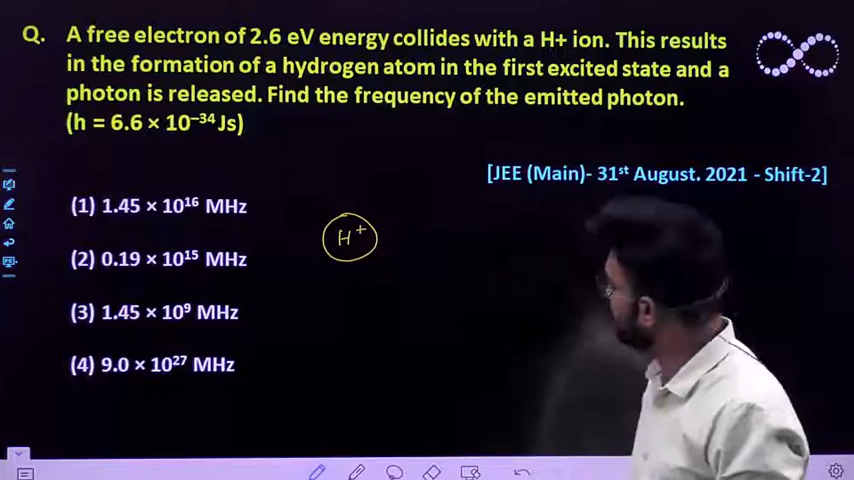 Q. A free electron of 2.6 eV energy collides with a H+ ion. This results
in the formation of a hydrogen atom in the first excited state and a
photon is released. Find the frequency of the emitted photon.
(h = 6.6 × 10⁻³⁴ Js)
[JEE (Main)- 31ˢᵗ August. 2021 - Shift-2]
(1) 1.45 × 10¹⁶ MHz
H⁺
(2) 0.19 × 10¹⁵ MHz
(3) 1.45 × 10⁹ MHz
(4) 9.0 × 10²⁷ MHz